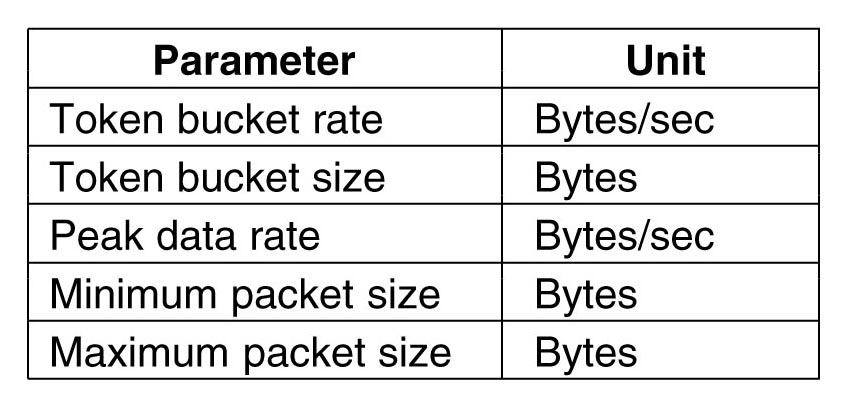 Parameter Unit
Token bucket rate Bytes/sec
Token bucket size Bytes
Peak data rate Bytes/sec
Minimum packet size Bytes
Maximum packet size Bytes